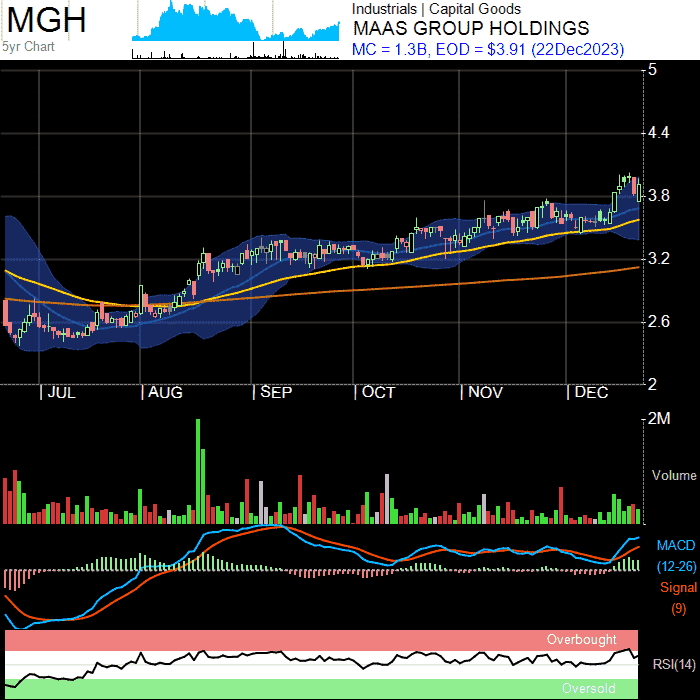 MGH
5yr Chart
Industrials | Capital Goods
MAAS GROUP HOLDINGS
MC = 1.3B, EOD = $3.91 (22Dec2023)
5
4.4
3.8
3.2
2.6
2
| JUL | AUG | SEP | OCT | NOV | DEC
2M
Volume
MACD
(12-26)
Signal
(9)
Overbought
RSI(14)
Oversold